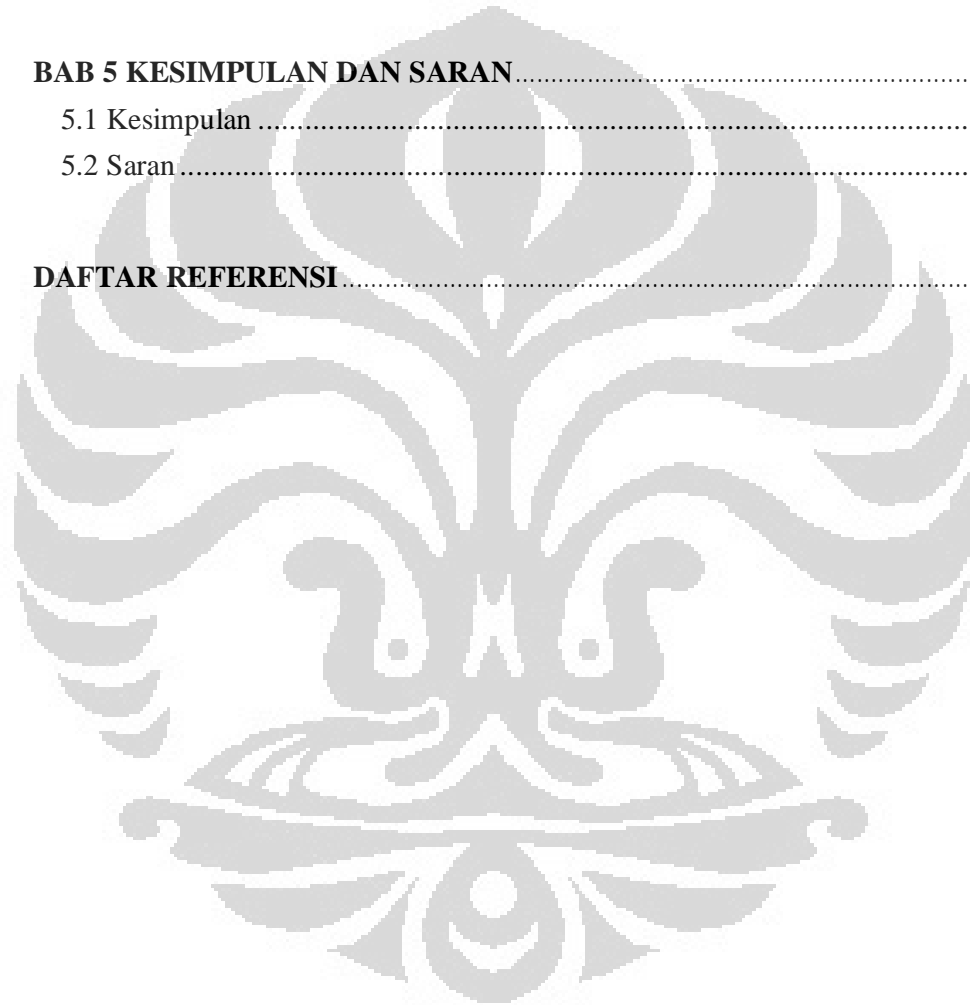 BAB 5 KESIMPULAN DAN SARAN....................................................................
5.1 Kesimpulan ...........................................................................................
5.2 Saran.....................................................................................................
DAFTAR REFERENSI.........................................................................................